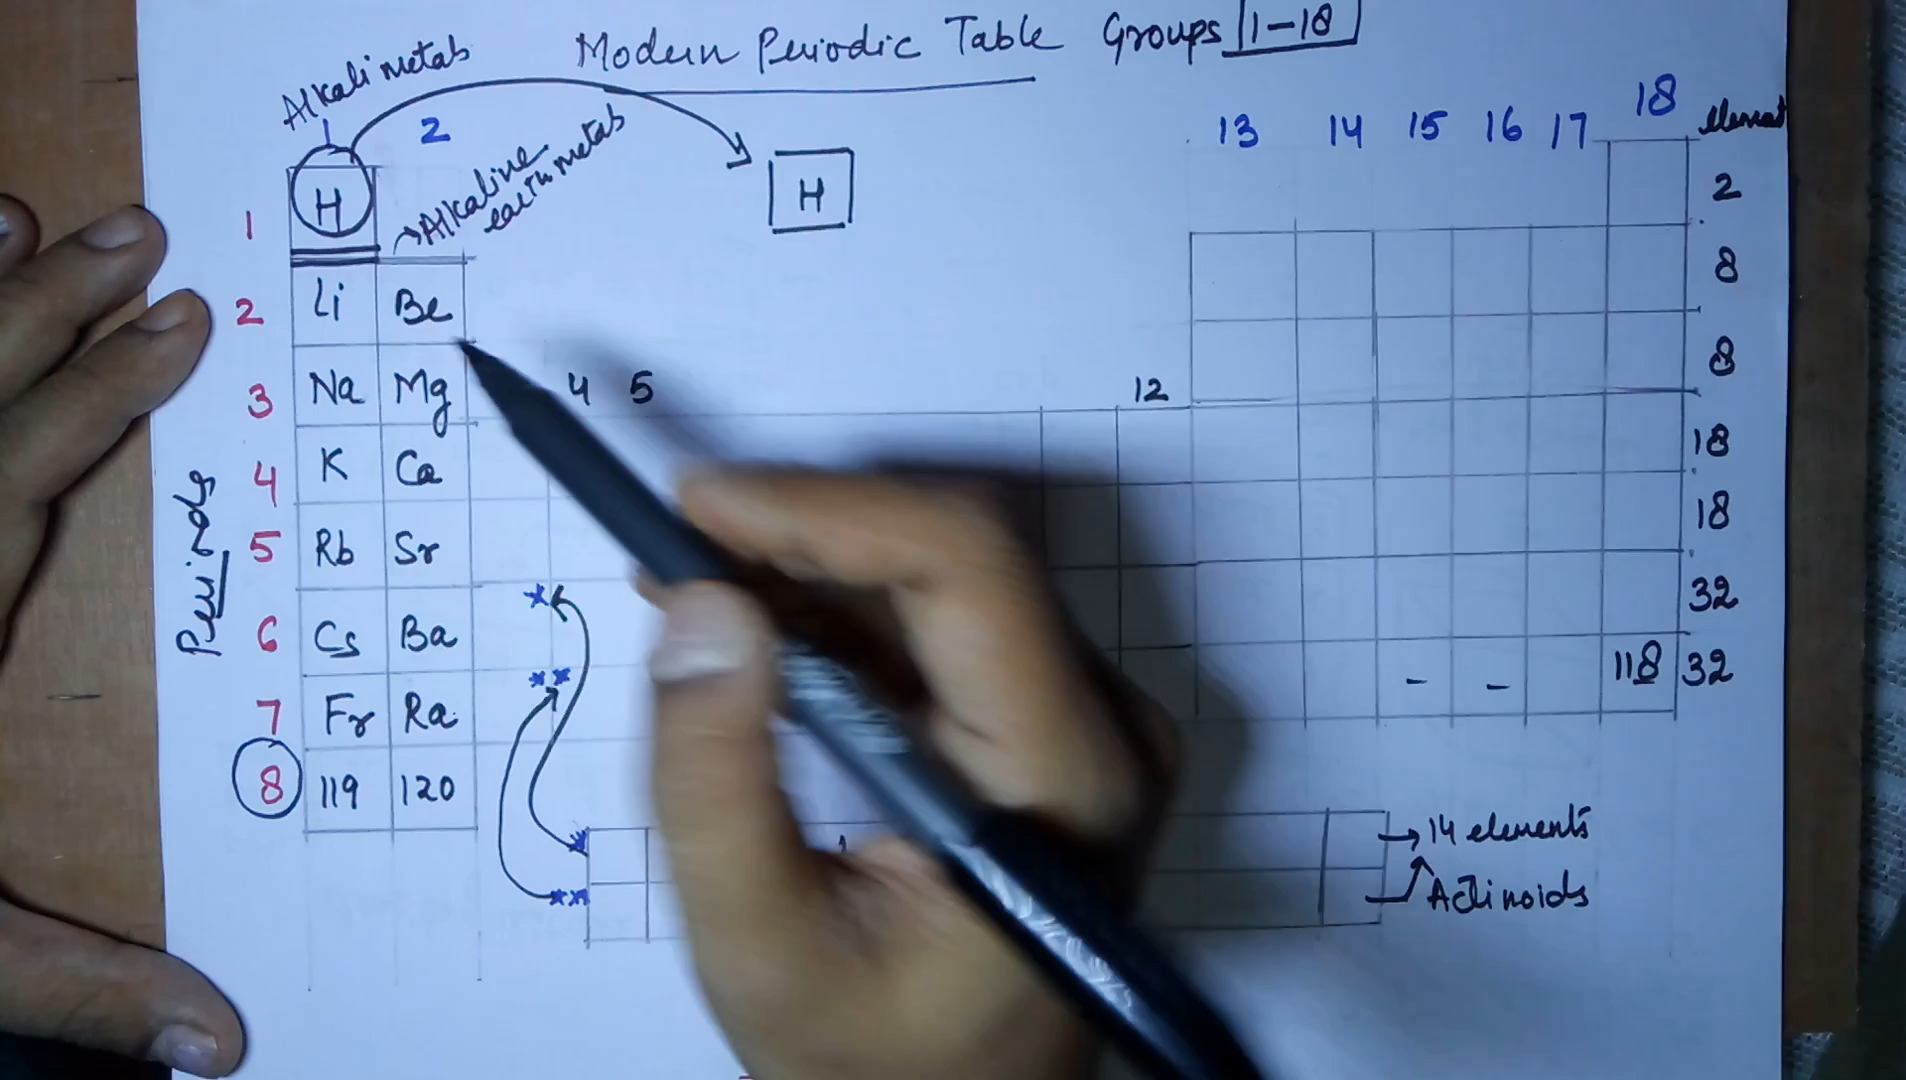 Modern Periodic Table Groups 1-18
Alkali metals
1 2 13 14 15 16 17 18 element
→ Alkaline earth metals
Periods
1 H H 2
2 Li Be 8
3 Na Mg 4 5 12 8
4 K Ca 18
5 Rb Sr 18
6 Cs Ba * 32
7 Fr Ra ** - - 118 32
8 119 120
* → 14 elements
** Actinoids